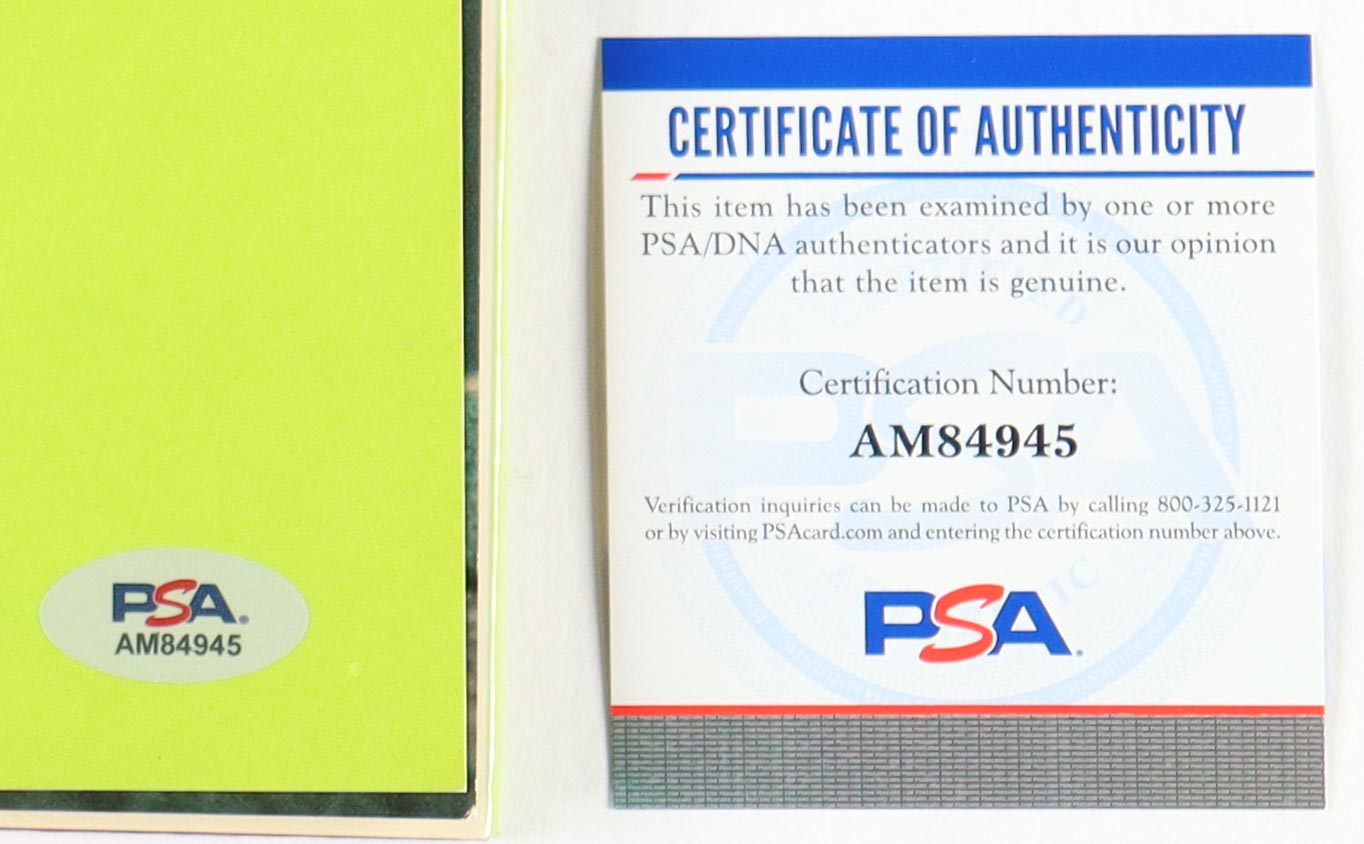 CERTIFICATE OF AUTHENTICITY
This item has been examined by one or more
PSA/DNA authenticators and it is our opinion
that the item is genuine.
Certification Number:
AM84945
Verification inquiries can be made to PSA by calling 800-325-1121
or by visiting PSAcard.com and entering the certification number above.
PSA.
PSA.
AM84945